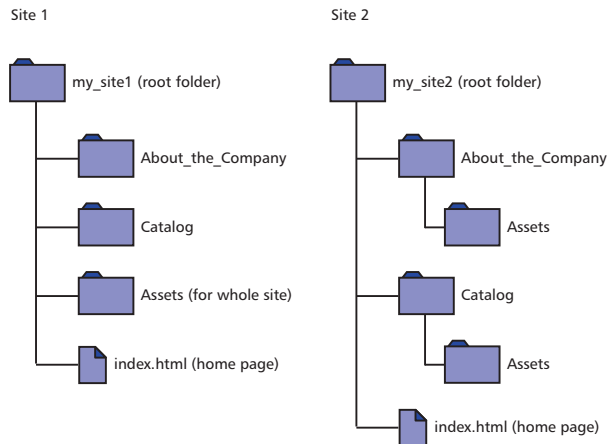 Site 1
my_site1 (root folder)
About_the_Company
Catalog
Assets (for whole site)
index.html (home page)
Site 2
my_site2 (root folder)
About_the_Company
Assets
Catalog
Assets
index.html (home page)